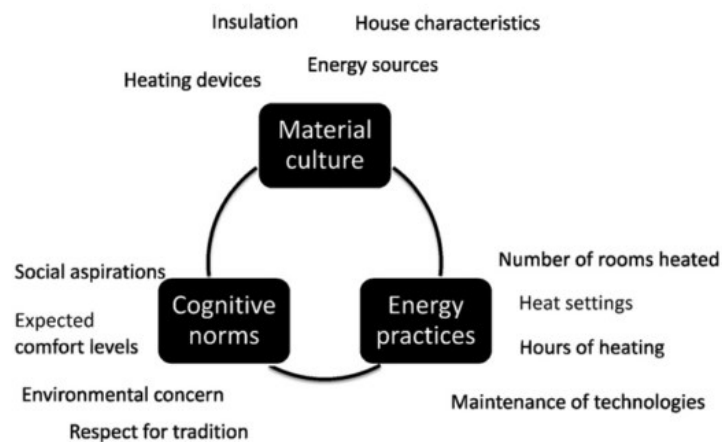 Insulation
House characteristics
Energy sources
Heating devices
Material
culture
Social aspirations
Expected
comfort levels
Environmental concern
Respect for tradition
Cognitive
norms
Energy
practices
Number of rooms heated
Heat settings
Hours of heating
Maintenance of technologies